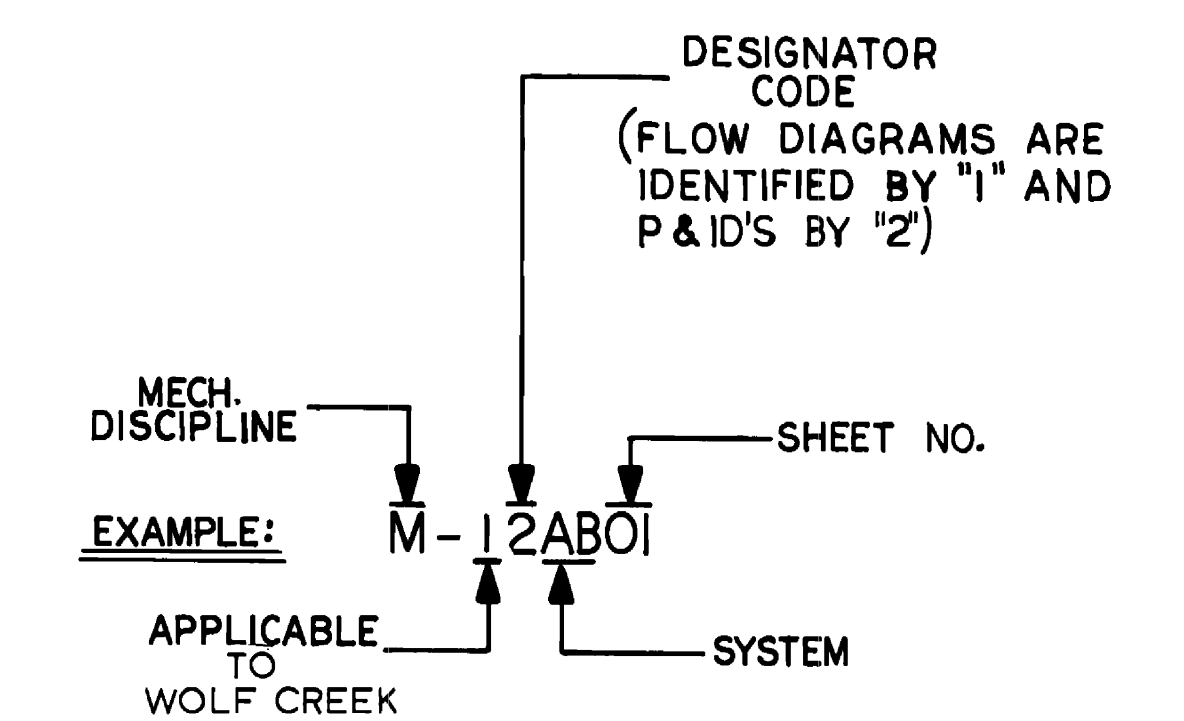 DESIGNATOR
CODE
(FLOW DIAGRAMS ARE
IDENTIFIED BY "1" AND
P & ID'S BY "2")
MECH.
DISCIPLINE
SHEET NO.
EXAMPLE:
M-12AB01
APPLICABLE
TO
WOLF CREEK
SYSTEM